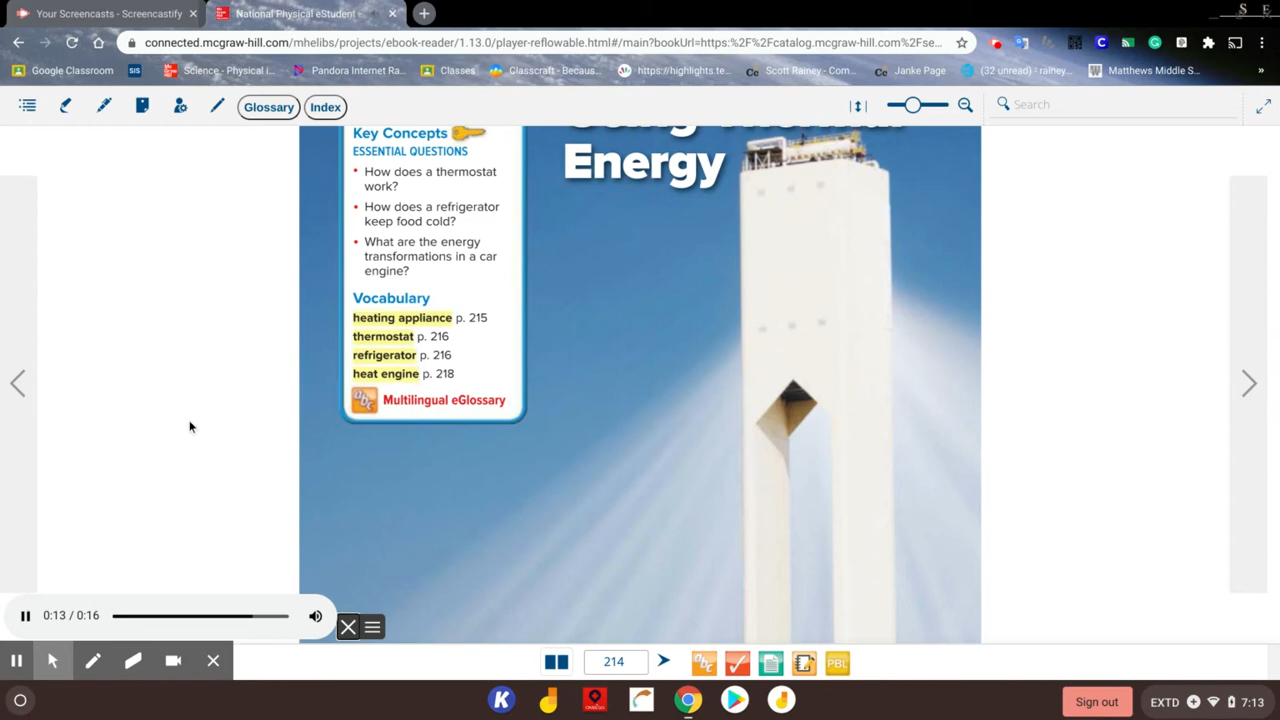 Your Screencasts - Screencastify
National Physical eStudent
S E
connected.mcgraw-hill.com/mhelibs/projects/ebook-reader/1.13.0/player-reflowable.html#/main?bookUrl=https:%2F%2Fcatalog.mcgraw-hill.com%2Fse...
Google Classroom
SIS
Science - Physical i...
Pandora Internet Ra...
Classes
Classcraft - Becaus...
https://highlights.te...
Scott Rainey - Com...
Janke Page
(32 unread) : rainey...
Matthews Middle S...
»
Glossary
Index
Search
Key Concepts
ESSENTIAL QUESTIONS
• How does a thermostat
work?
• How does a refrigerator
keep food cold?
• What are the energy
transformations in a car
engine?
Vocabulary
heating appliance p. 215
thermostat p. 216
refrigerator p. 216
heat engine p. 218
abc Multilingual eGlossary
Using Thermal
Energy
0:13 / 0:16
214
abc
PBL
K
Sign out
EXTD
7:13